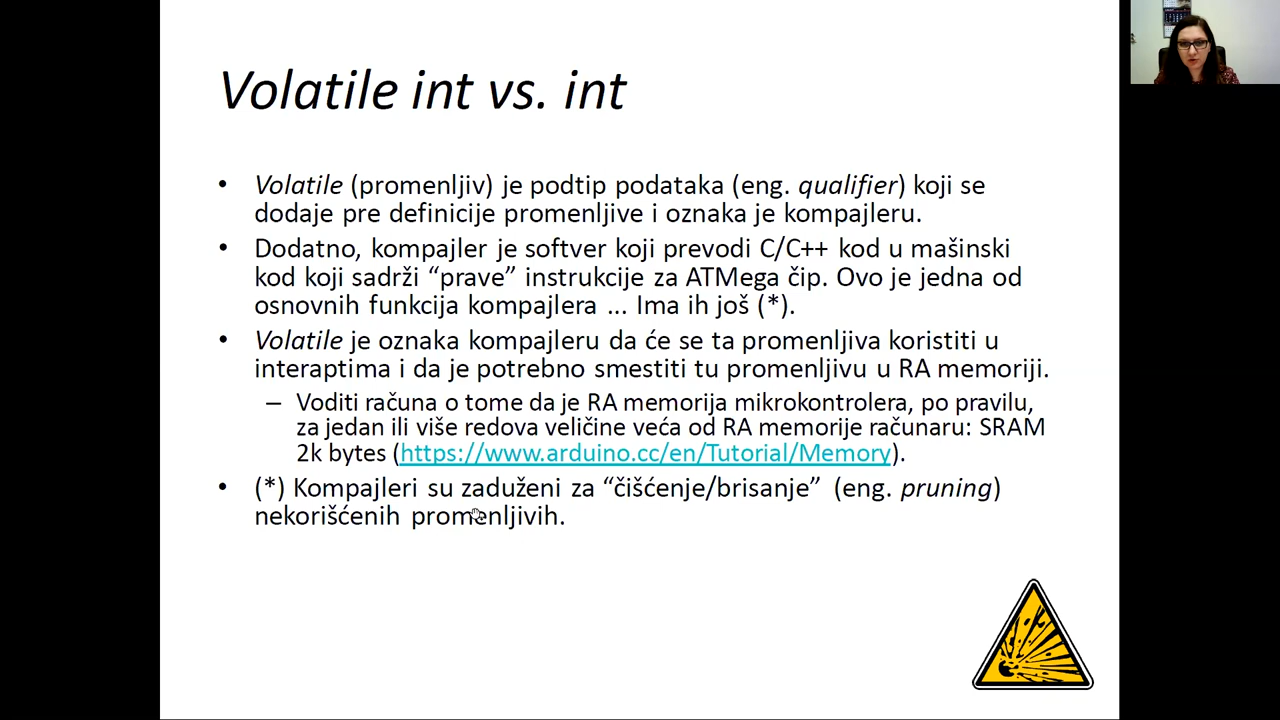 Volatile int vs. int
• Volatile (promenljiv) je podtip podataka (eng. qualifier) koji se
dodaje pre definicije promenljive i oznaka je kompajleru.
• Dodatno, kompajler je softver koji prevodi C/C++ kod u mašinski
kod koji sadrži “prave” instrukcije za ATMega čip. Ovo je jedna od
osnovnih funkcija kompajlera ... Ima ih još (*).
• Volatile je oznaka kompajleru da će se ta promenljiva koristiti u
interaptima i da je potrebno smestiti tu promenljivu u RA memoriji.
– Voditi računa o tome da je RA memorija mikrokontrolera, po pravilu,
za jedan ili više redova veličine veća od RA memorije računaru: SRAM
2k bytes (https://www.arduino.cc/en/Tutorial/Memory).
• (*) Kompajleri su zaduženi za “čišćenje/brisanje” (eng. pruning)
nekorišćenih promenljivih.